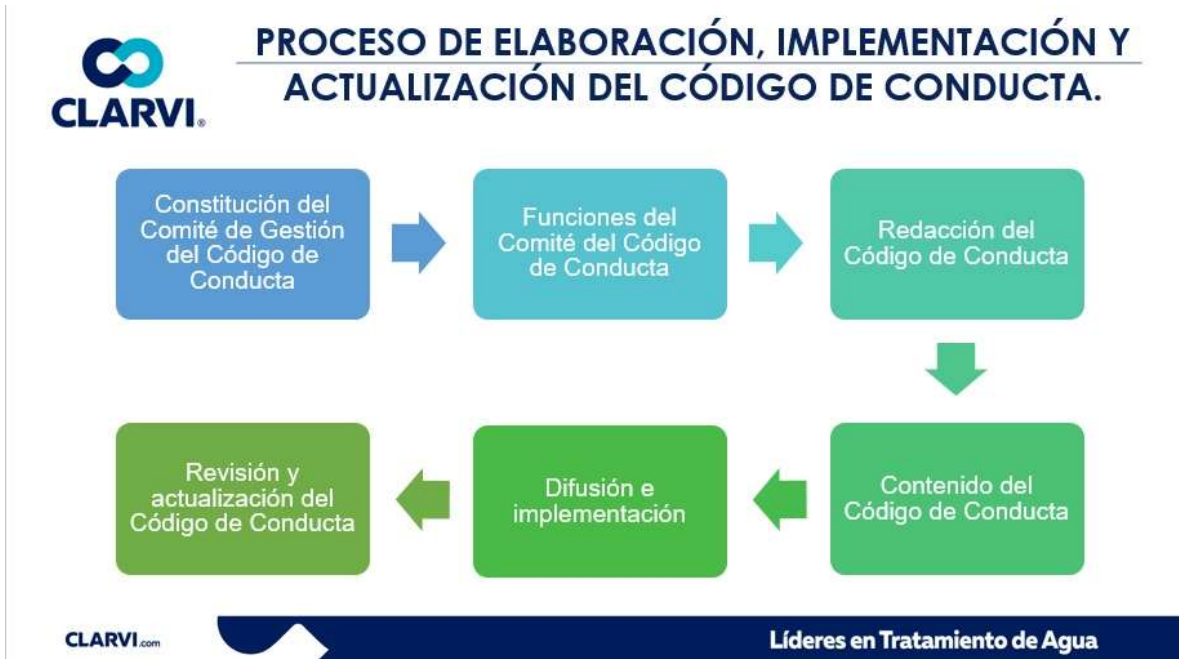 PROCESO DE ELABORACIÓN, IMPLEMENTACIÓN Y
ACTUALIZACIÓN DEL CÓDIGO DE CONDUCTA.
CLARVI®
Constitución del
Comité de Gestión
del Código de
Conducta
Funciones del
Comité del Código
de Conducta
Redacción del
Código de Conducta
Contenido del
Código de Conducta
Difusión e
implementación
Revisión y
actualización del
Código de Conducta
CLARVI.com
Líderes en Tratamiento de Agua